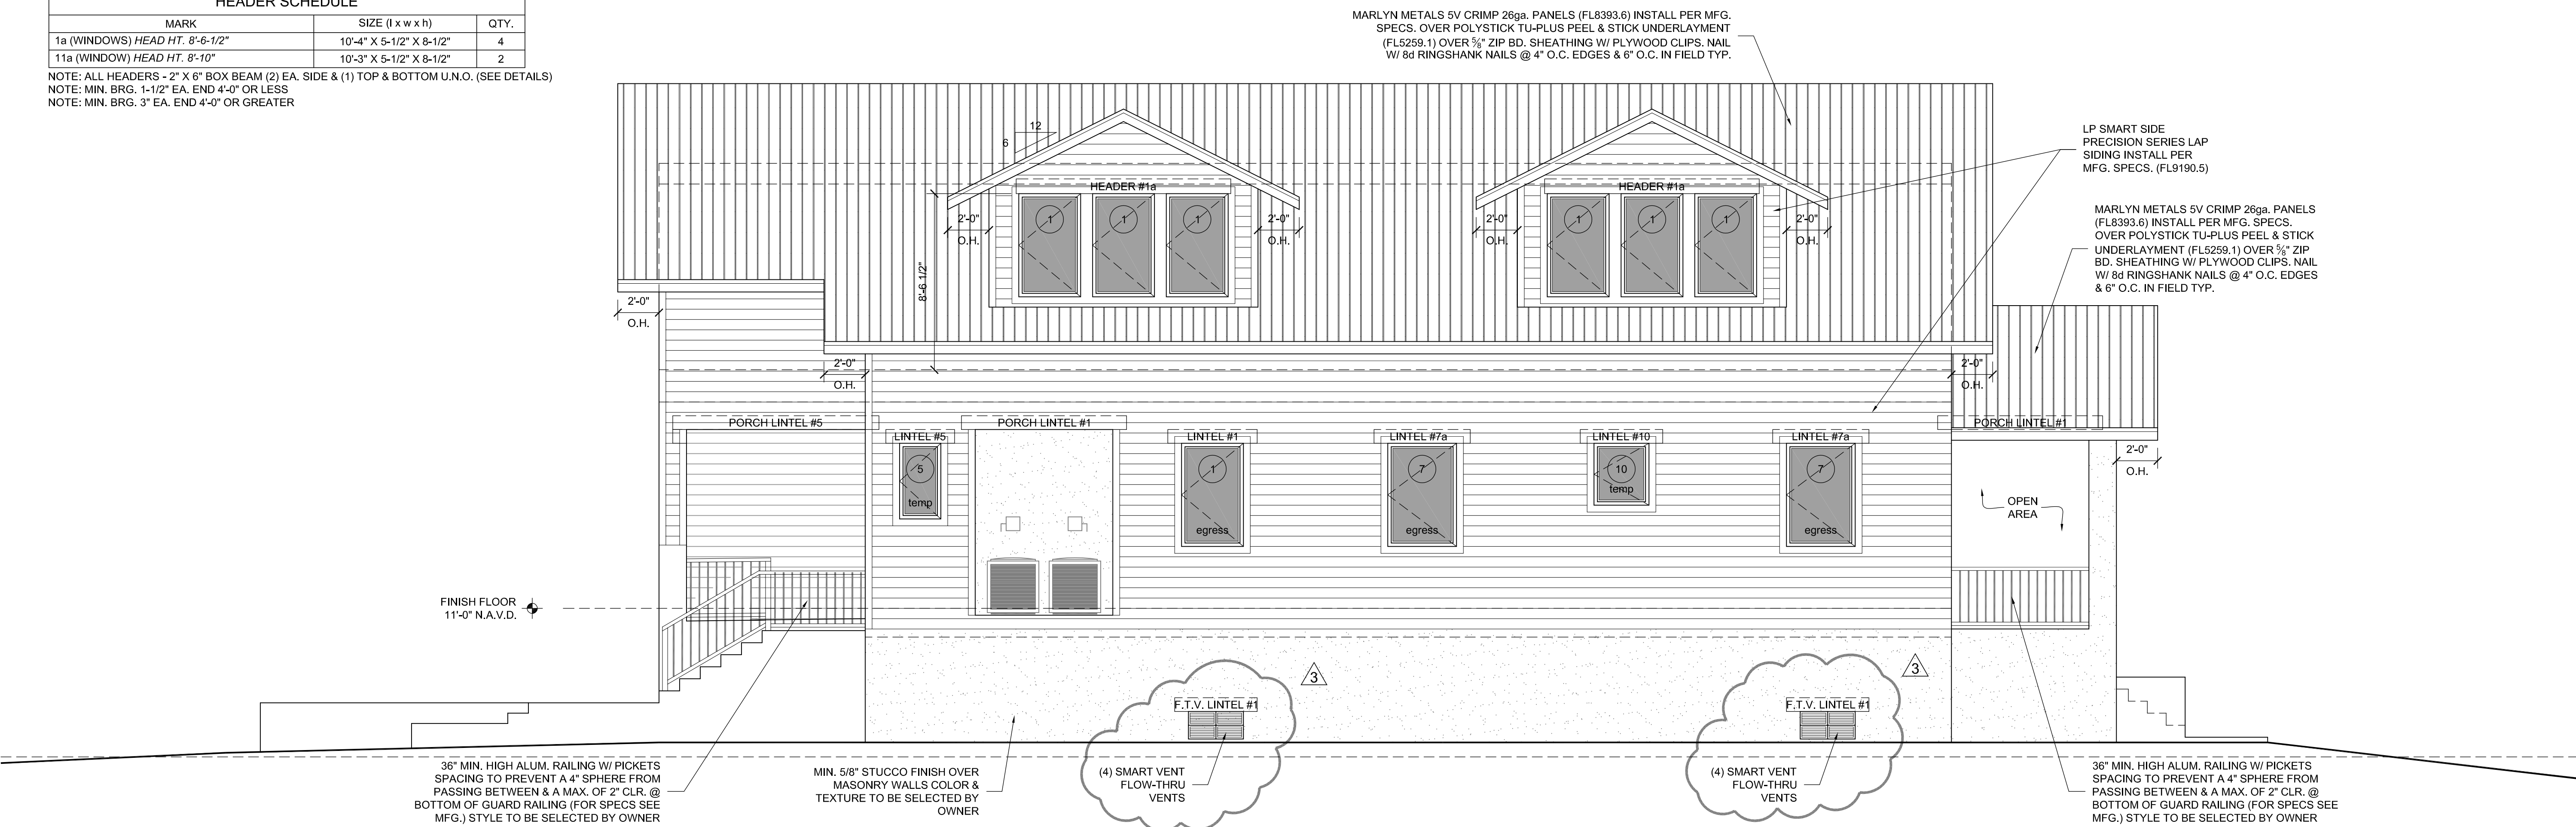 HEADER SCHEDULE
MARK SIZE (l x w x h) QTY.
1a (WINDOWS) HEAD HT. 8'-6-1/2" 10'-4" X 5-1/2" X 8-1/2" 4
11a (WINDOW) HEAD HT. 8'-10" 10'-3" X 5-1/2" X 8-1/2" 2
NOTE: ALL HEADERS - 2" X 6" BOX BEAM (2) EA. SIDE & (1) TOP & BOTTOM U.N.O. (SEE DETAILS)
NOTE: MIN. BRG. 1-1/2" EA. END 4'-0" OR LESS
NOTE: MIN. BRG. 3" EA. END 4'-0" OR GREATER
MARLYN METALS 5V CRIMP 26ga. PANELS (FL8393.6) INSTALL PER MFG.
SPECS. OVER POLYSTICK TU-PLUS PEEL & STICK UNDERLAYMENT
(FL5259.1) OVER ⅝" ZIP BD. SHEATHING W/ PLYWOOD CLIPS. NAIL
W/ 8d RINGSHANK NAILS @ 4" O.C. EDGES & 6" O.C. IN FIELD TYP.
LP SMART SIDE
PRECISION SERIES LAP
SIDING INSTALL PER
MFG. SPECS. (FL9190.5)
MARLYN METALS 5V CRIMP 26ga. PANELS
(FL8393.6) INSTALL PER MFG. SPECS.
OVER POLYSTICK TU-PLUS PEEL & STICK
UNDERLAYMENT (FL5259.1) OVER ⅝" ZIP
BD. SHEATHING W/ PLYWOOD CLIPS. NAIL
W/ 8d RINGSHANK NAILS @ 4" O.C. EDGES
& 6" O.C. IN FIELD TYP.
12
6
HEADER #1a
HEADER #1a
1
1
1
1
1
1
2'-0"
O.H.
2'-0"
O.H.
2'-0"
O.H.
2'-0"
O.H.
8'-6 1/2"
2'-0"
O.H.
2'-0"
O.H.
2'-0"
O.H.
PORCH LINTEL #5
LINTEL #5
PORCH LINTEL #1
LINTEL #1
LINTEL #7a
LINTEL #10
LINTEL #7a
PORCH LINTEL #1
2'-0"
O.H.
5
temp
1
egress
7
egress
10
temp
7
egress
OPEN
AREA
FINISH FLOOR
11'-0" N.A.V.D.
3
3
F.T.V. LINTEL #1
F.T.V. LINTEL #1
36" MIN. HIGH ALUM. RAILING W/ PICKETS
SPACING TO PREVENT A 4" SPHERE FROM
PASSING BETWEEN & A MAX. OF 2" CLR. @
BOTTOM OF GUARD RAILING (FOR SPECS SEE
MFG.) STYLE TO BE SELECTED BY OWNER
MIN. 5/8" STUCCO FINISH OVER
MASONRY WALLS COLOR &
TEXTURE TO BE SELECTED BY
OWNER
(4) SMART VENT
FLOW-THRU
VENTS
(4) SMART VENT
FLOW-THRU
VENTS
36" MIN. HIGH ALUM. RAILING W/ PICKETS
SPACING TO PREVENT A 4" SPHERE FROM
PASSING BETWEEN & A MAX. OF 2" CLR. @
BOTTOM OF GUARD RAILING (FOR SPECS SEE
MFG.) STYLE TO BE SELECTED BY OWNER